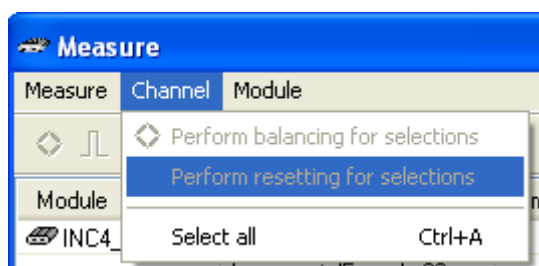 Measure
Measure Channel Module
Perform balancing for selections
Perform resetting for selections
Module
INC4_
Select all Ctrl+A